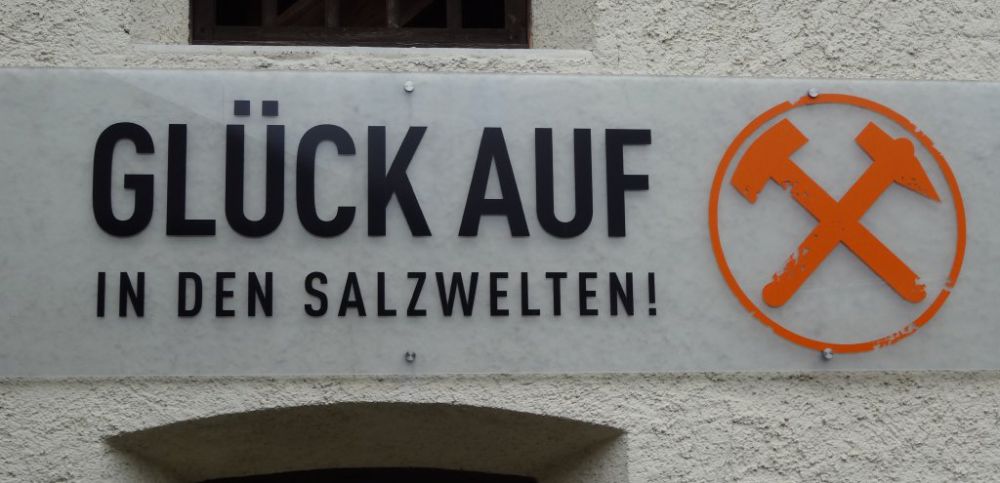 GLÜCK AUF
IN DEN SALZWELTEN!